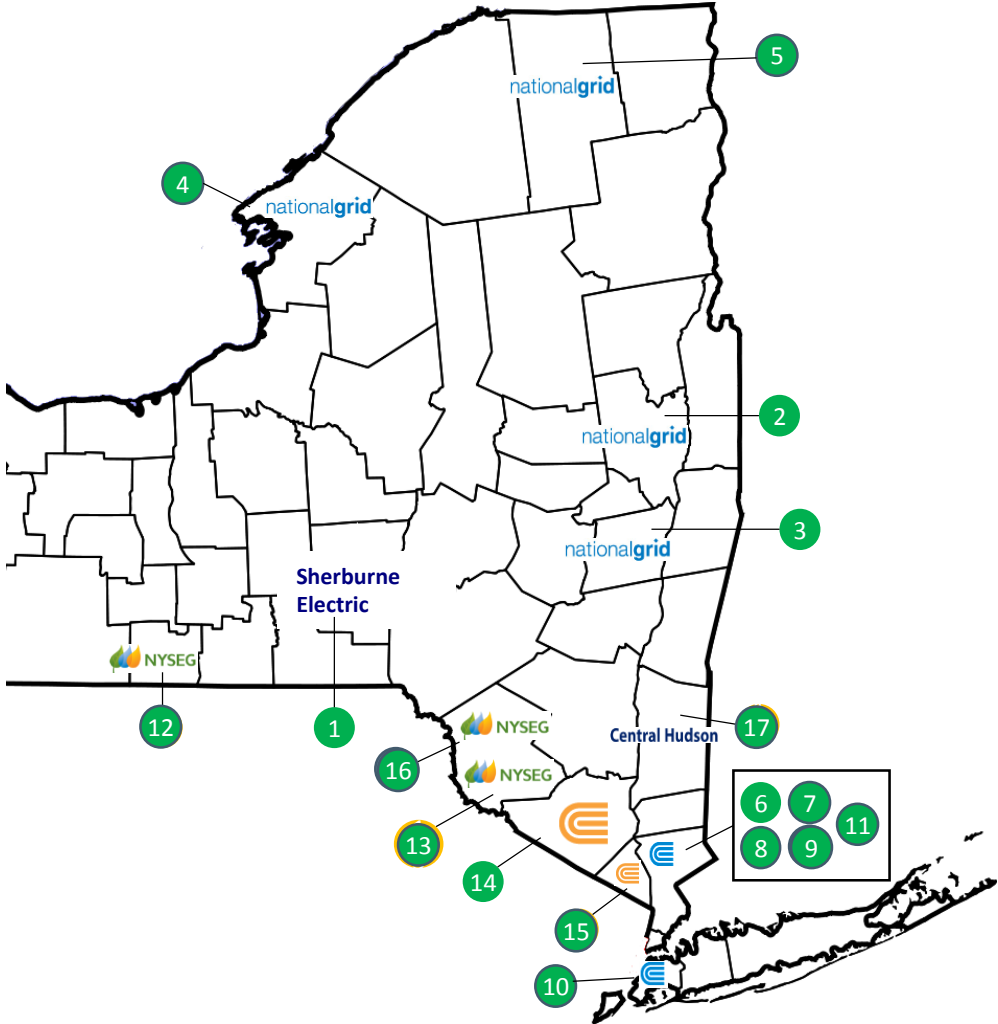 5
nationalgrid
4
nationalgrid
2
nationalgrid
3
nationalgrid
Sherburne
Electric
NYSEG
12
1
NYSEG
16
Central Hudson
17
NYSEG
13
14
6 7
11
8 9
15
10